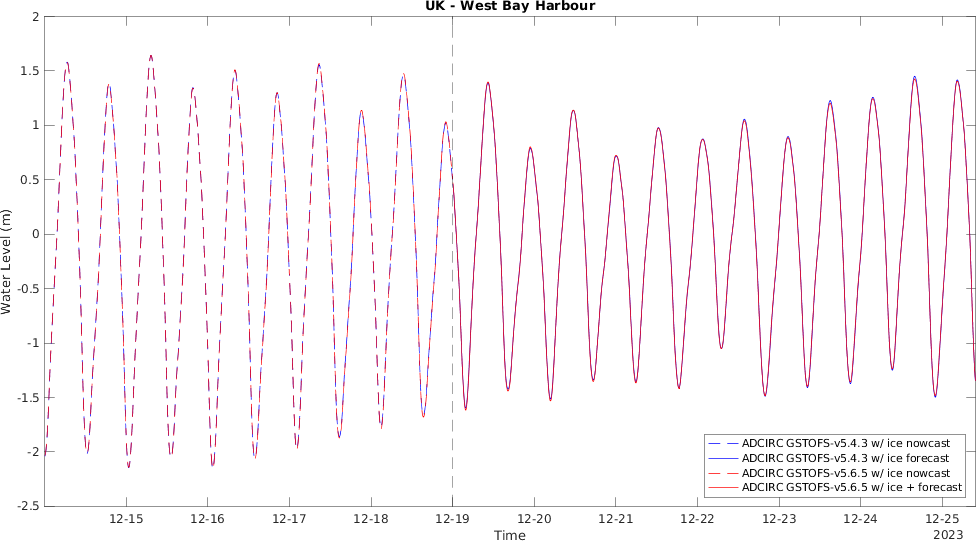 UK - West Bay Harbour
2
1.5
1
0.5
0
-0.5
-1
-1.5
-2
-2.5
Water Level (m)
ADCIRC GSTOFS-v5.4.3 w/ ice nowcast
ADCIRC GSTOFS-v5.4.3 w/ ice forecast
ADCIRC GSTOFS-v5.6.5 w/ ice nowcast
ADCIRC GSTOFS-v5.6.5 w/ ice + forecast
12-15 12-16 12-17 12-18 12-19 12-20 12-21 12-22 12-23 12-24 12-25
Time 2023